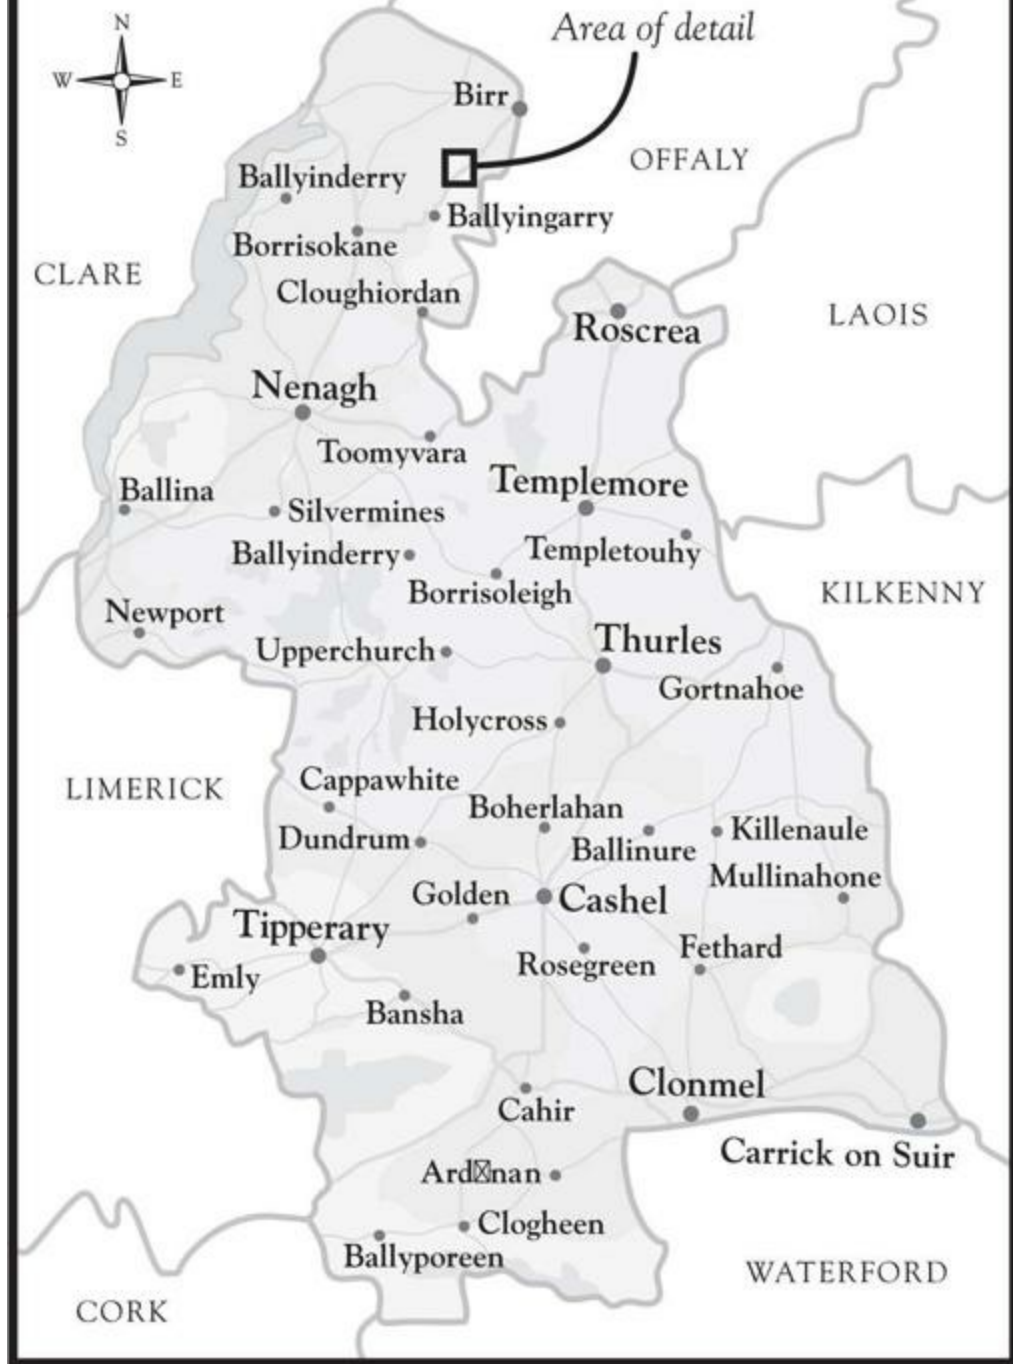 N
Area of detail
W E
S
Birr
OFFALY
Ballyinderry
Ballyingarry
Borrisokane
CLARE
Cloughiordan
LAOIS
Roscrea
Nenagh
Toomyvara
Templemore
Ballina
Silvermines
Ballyinderry
Templetouhy
Borrisoleigh
KILKENNY
Newport
Thurles
Upperchurch
Gortnahoe
Holycross
LIMERICK
Cappawhite
Boherlahan
Dundrum
Killenaule
Ballinure
Mullinahone
Golden
Cashel
Tipperary
Fethard
Rosegreen
Emly
Bansha
Clonmel
Cahir
Carrick on Suir
Ard☒nan
Clogheen
Ballyporeen
WATERFORD
CORK